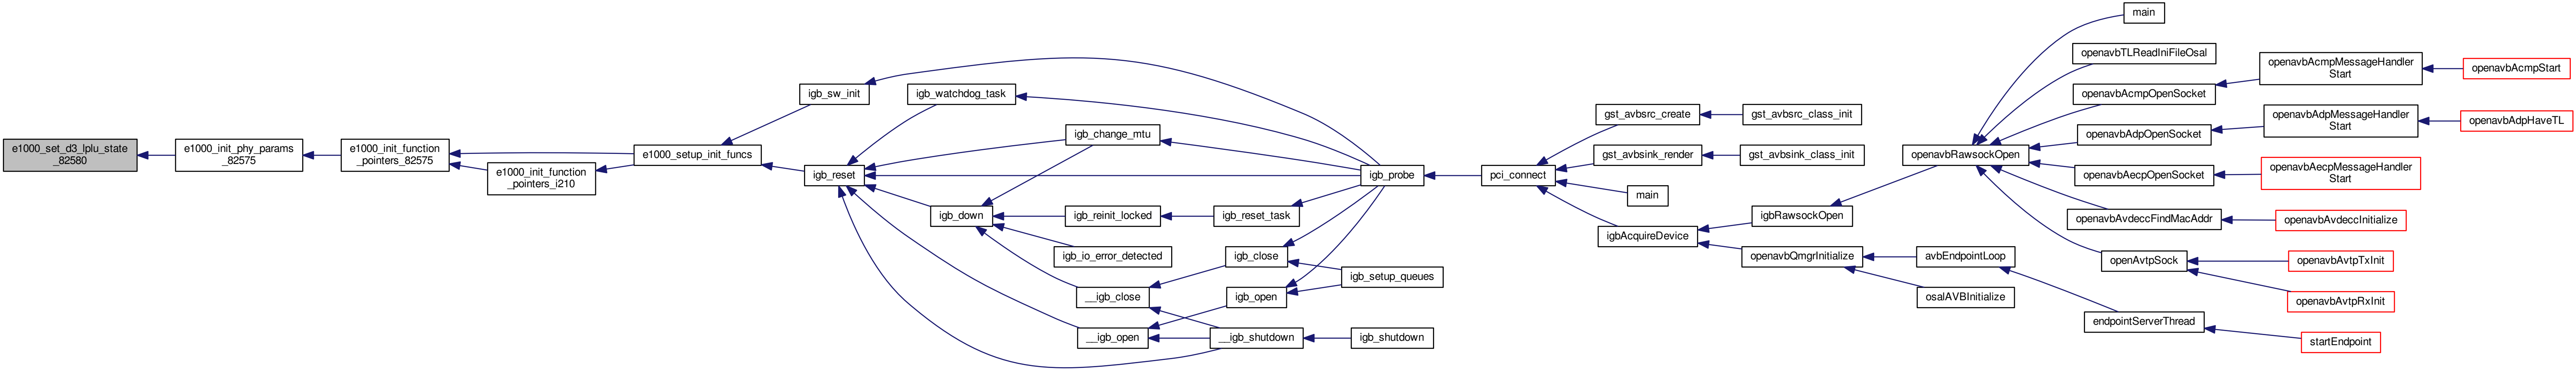 e1000_set_d3_lplu_state
_82580
e1000_init_phy_params
_82575
e1000_init_function
_pointers_82575
e1000_init_function
_pointers_i210
e1000_setup_init_funcs
igb_sw_init
igb_reset
igb_watchdog_task
igb_change_mtu
igb_down
igb_reinit_locked
igb_reset_task
igb_io_error_detected
__igb_close
__igb_open
igb_close
igb_open
__igb_shutdown
igb_probe
igb_setup_queues
igb_shutdown
pci_connect
gst_avbsrc_create
gst_avbsrc_class_init
gst_avbsink_render
gst_avbsink_class_init
main
igbAcquireDevice
igbRawsockOpen
openavbQmgrInitialize
avbEndpointLoop
osalAVBInitialize
openavbRawsockOpen
main
openavbTLReadIniFileOsal
openavbAcmpOpenSocket
openavbAcmpMessageHandler
Start
openavbAcmpStart
openavbAdpOpenSocket
openavbAdpMessageHandler
Start
openavbAdpHaveTL
openavbAecpOpenSocket
openavbAecpMessageHandler
Start
openavbAvdeccFindMacAddr
openavbAvdeccInitialize
openAvtpSock
openavbAvtpTxInit
openavbAvtpRxInit
endpointServerThread
startEndpoint